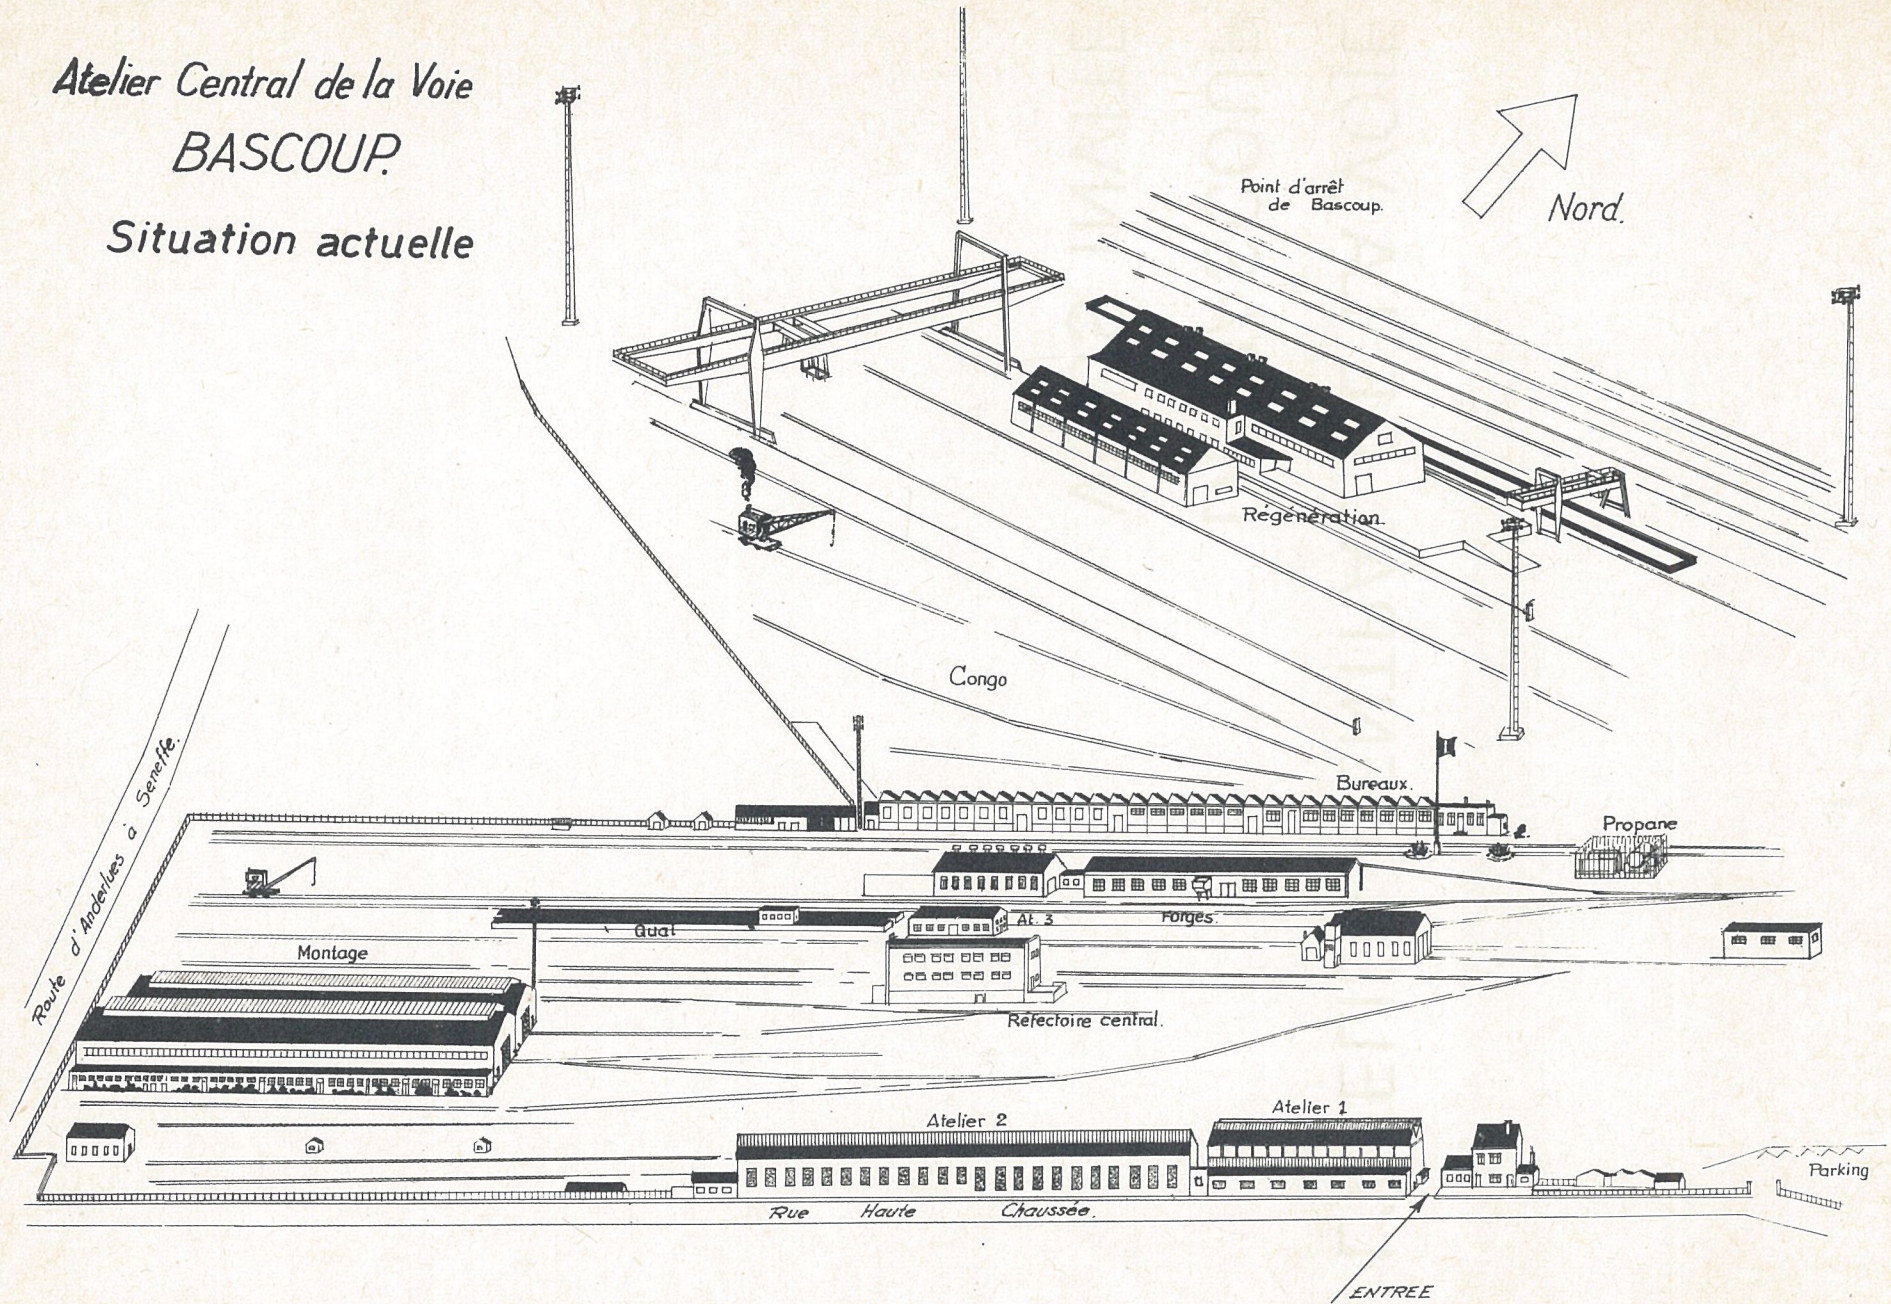 Atelier Central de la Voie
BASCOUP.
Situation actuelle
Point d'arrêt
de Bascoup.
Nord.
Régénération.
Congo
Bureaux.
Propane
Route d'Anderlues à Seneffe.
Quai
At. 3
Forges.
Montage
Réfectoire central.
Atelier 2
Atelier 1
Parking
Rue Haute Chaussée.
ENTREE